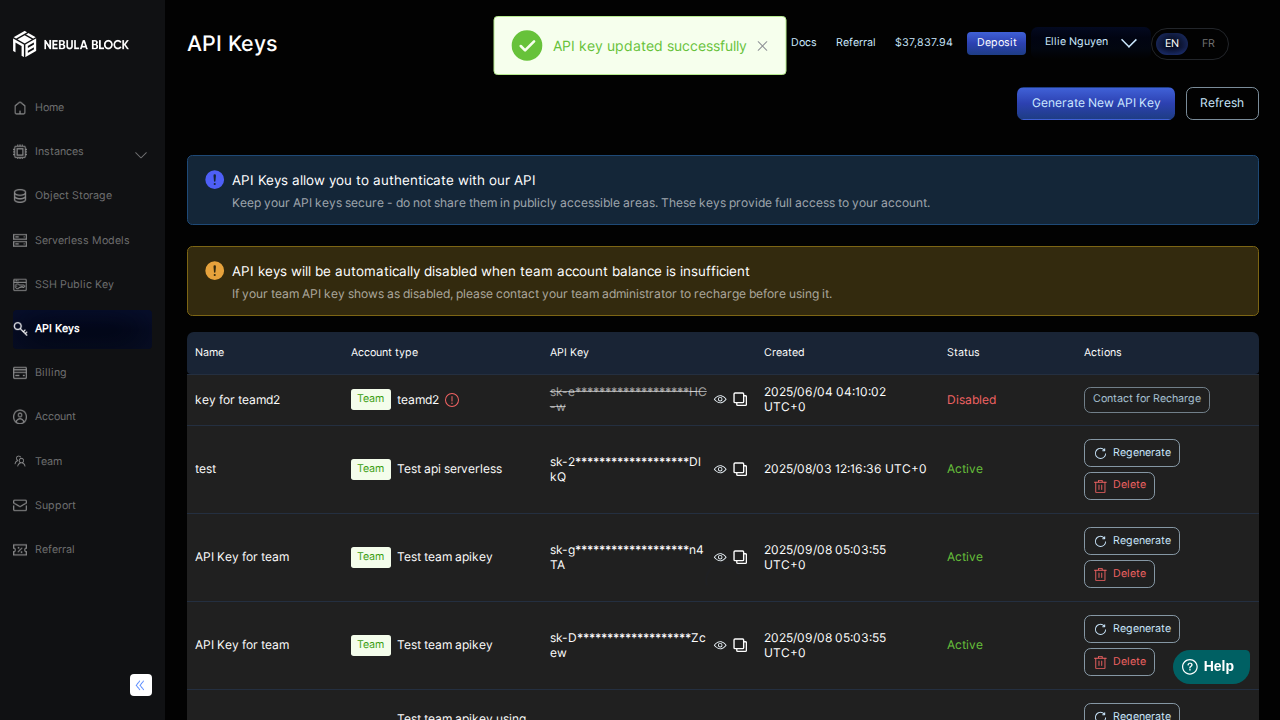 NEBULA BLOCK
Home
Instances
Object Storage
Serverless Models
SSH Public Key
API Keys
Billing
Account
Team
Support
Referral
API Keys
API key updated successfully
Docs
Referral
$37,837.94
Deposit
Ellie Nguyen
EN
FR
Generate New API Key
Refresh
API Keys allow you to authenticate with our API
Keep your API keys secure - do not share them in publicly accessible areas. These keys provide full access to your account.
API keys will be automatically disabled when team account balance is insufficient
If your team API key shows as disabled, please contact your team administrator to recharge before using it.
Name Account type API Key Created Status Actions
key for teamd2 Team teamd2 sk-e********************HC 2025/06/04 04:10:02 Disabled Contact for Recharge
-w UTC+0
test Team Test api serverless sk-2********************Dl 2025/08/03 12:16:36 UTC+0 Active Regenerate
kQ Delete
API Key for team Team Test team apikey sk-g********************n4 2025/09/08 05:03:55 Active Regenerate
TA UTC+0 Delete
API Key for team Team Test team apikey sk-D********************Zc 2025/09/08 05:03:55 Active Regenerate
ew UTC+0 Delete
Help
Test team apikey using Regenerate